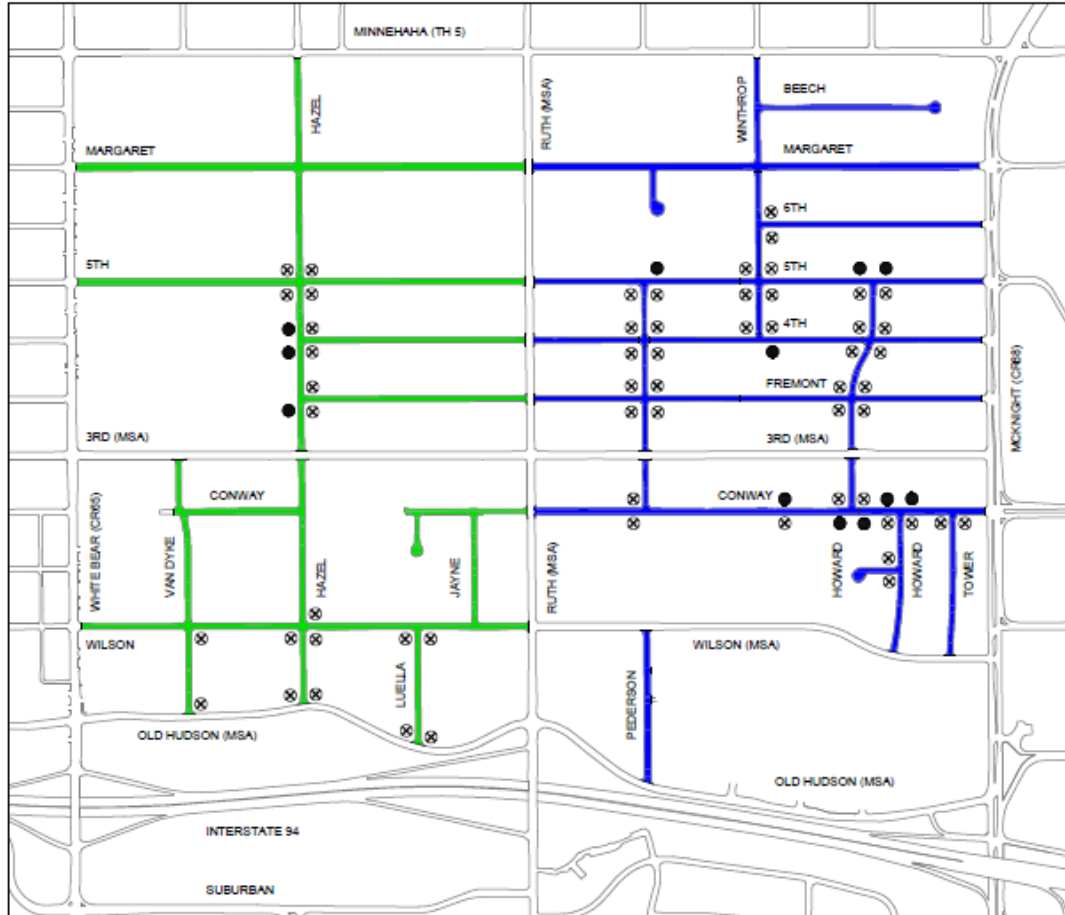 MINNEHAHA (TH 5)
HAZEL
RUTH (MSA)
WINTHROP
BEECH
MARGARET
MARGARET
6TH
5TH
5TH
4TH
MCKNIGHT (CR68)
FREMONT
3RD (MSA)
3RD (MSA)
WHITE BEAR (CR65)
CONWAY
CONWAY
VAN DYKE
HAZEL
JAYNE
RUTH (MSA)
HOWARD
HOWARD
TOWER
WILSON
WILSON (MSA)
LUELLA
PEDERSON
OLD HUDSON (MSA)
OLD HUDSON (MSA)
INTERSTATE 94
SUBURBAN